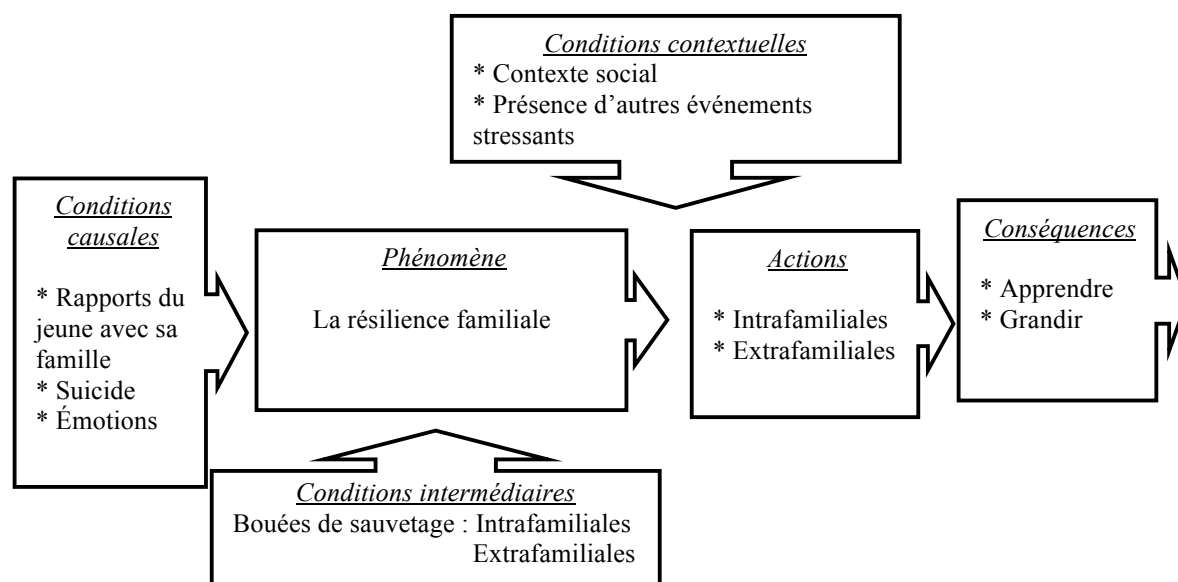 Conditions contextuelles
* Contexte social
* Présence d’autres événements
stressants
Conditions
causales
* Rapports du
jeune avec sa
famille
* Suicide
* Émotions
Phénomène
La résilience familiale
Actions
* Intrafamiliales
* Extrafamiliales
Conséquences
* Apprendre
* Grandir
Conditions intermédiaires
Bouées de sauvetage : Intrafamiliales
Extrafamiliales